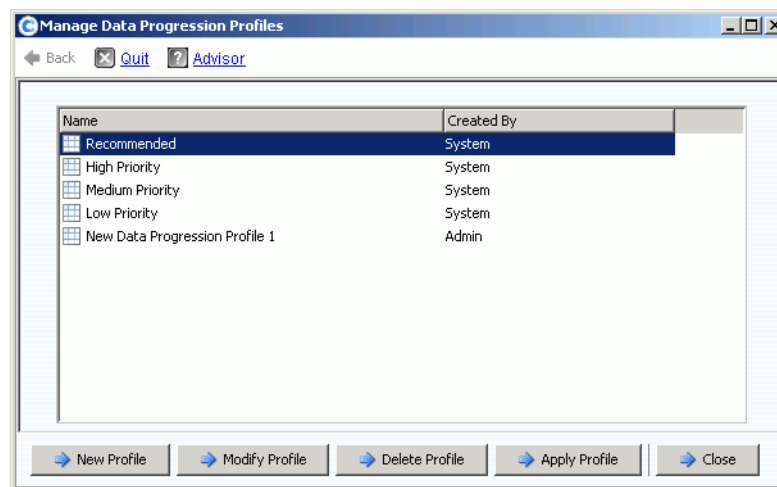 Manage Data Progression Profiles
Back Quit ? Advisor
Name Created By
Recommended System
High Priority System
Medium Priority System
Low Priority System
New Data Progression Profile 1 Admin
New Profile Modify Profile Delete Profile Apply Profile Close